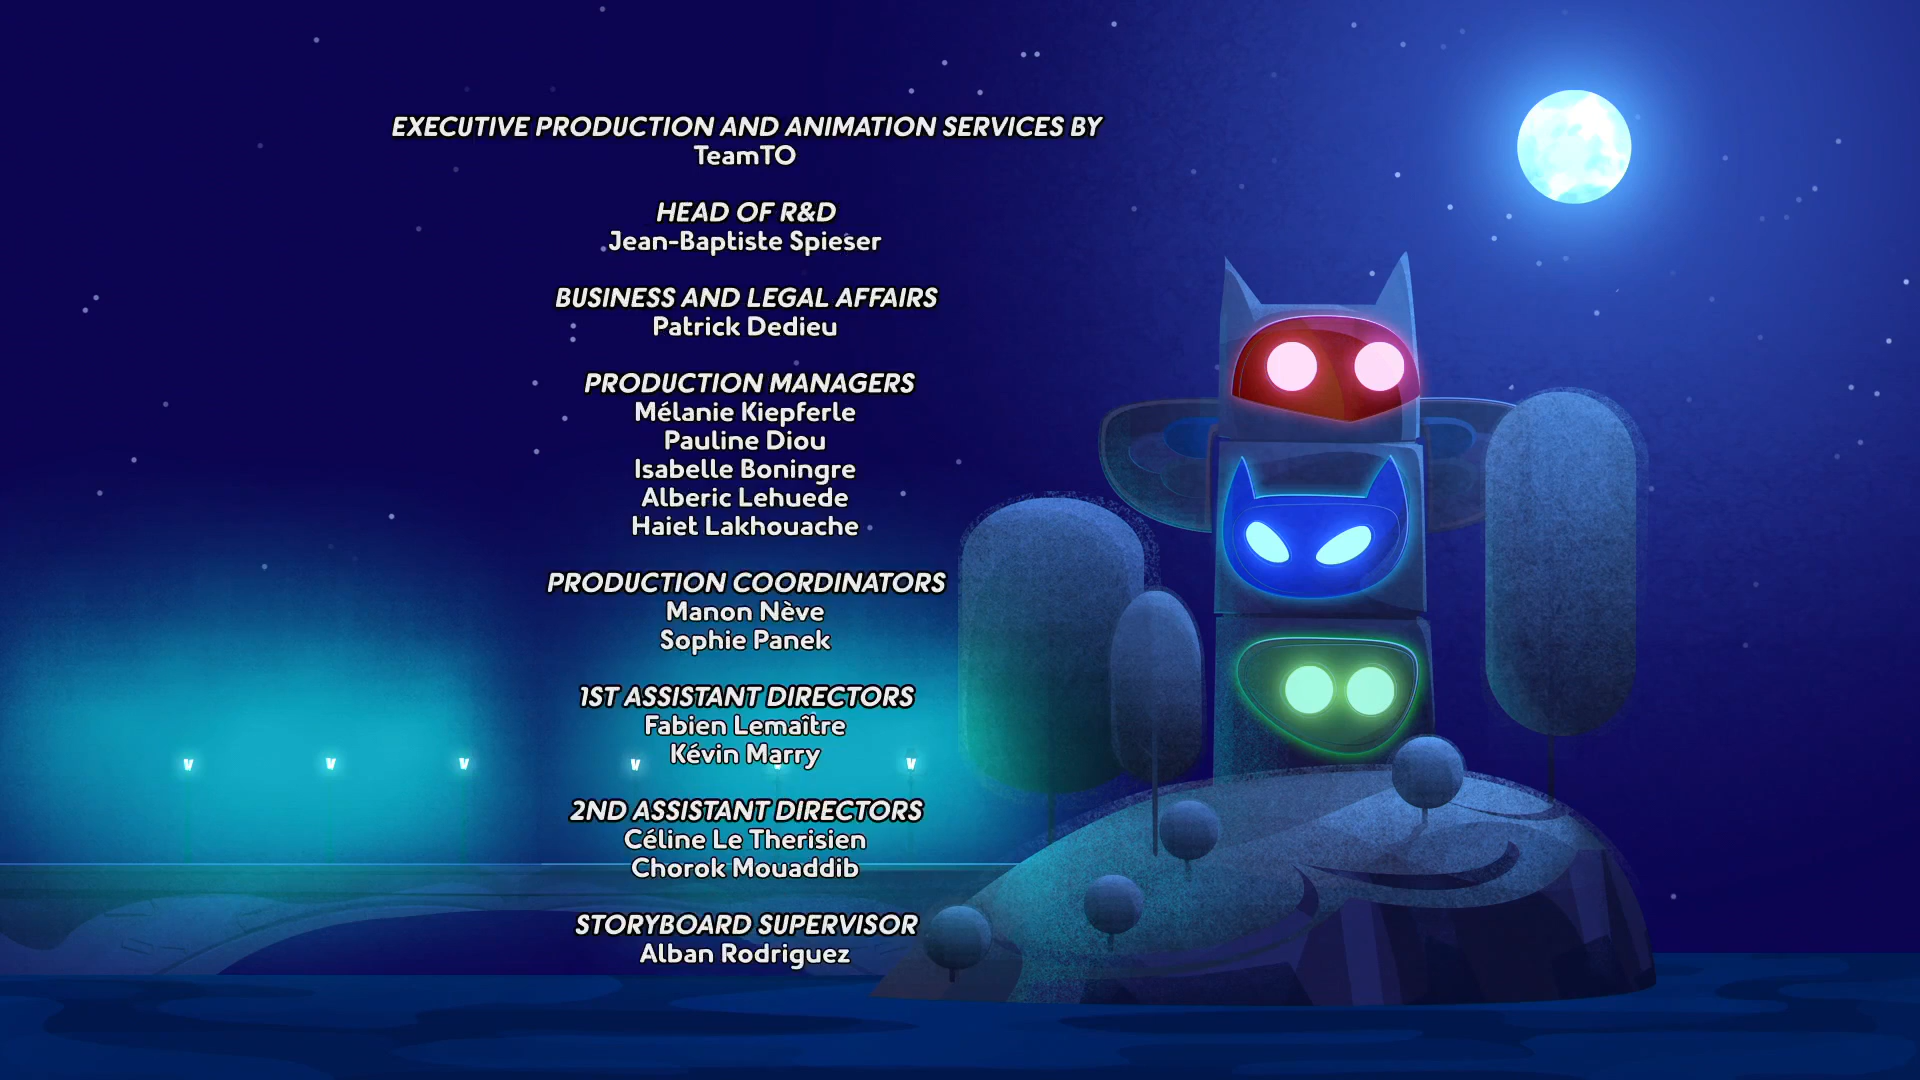 EXECUTIVE PRODUCTION AND ANIMATION SERVICES BY
TeamTO
HEAD OF R&D
Jean-Baptiste Spieser
BUSINESS AND LEGAL AFFAIRS
Patrick Dedieu
PRODUCTION MANAGERS
Mélanie Kiepferle
Pauline Diou
Isabelle Boningre
Alberic Lehuede
Haiet Lakhouache
PRODUCTION COORDINATORS
Manon Nève
Sophie Panek
1ST ASSISTANT DIRECTORS
Fabien Lemaître
Kévin Marry
2ND ASSISTANT DIRECTORS
Céline Le Therisien
Chorok Mouaddib
STORYBOARD SUPERVISOR
Alban Rodriguez